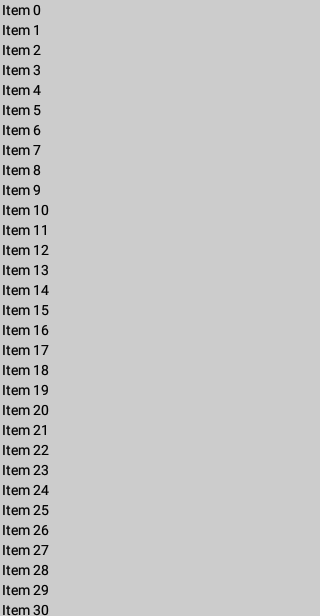 Item 0
Item 1
Item 2
Item 3
Item 4
Item 5
Item 6
Item 7
Item 8
Item 9
Item 10
Item 11
Item 12
Item 13
Item 14
Item 15
Item 16
Item 17
Item 18
Item 19
Item 20
Item 21
Item 22
Item 23
Item 24
Item 25
Item 26
Item 27
Item 28
Item 29
Item 30